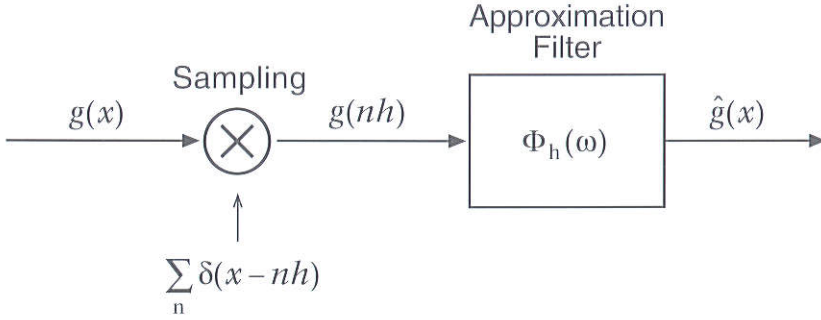 Approximation
Filter
Sampling
g(x)
g(nh)
Φₕ(ω)
ĝ(x)
∑ δ(x – nh)
n